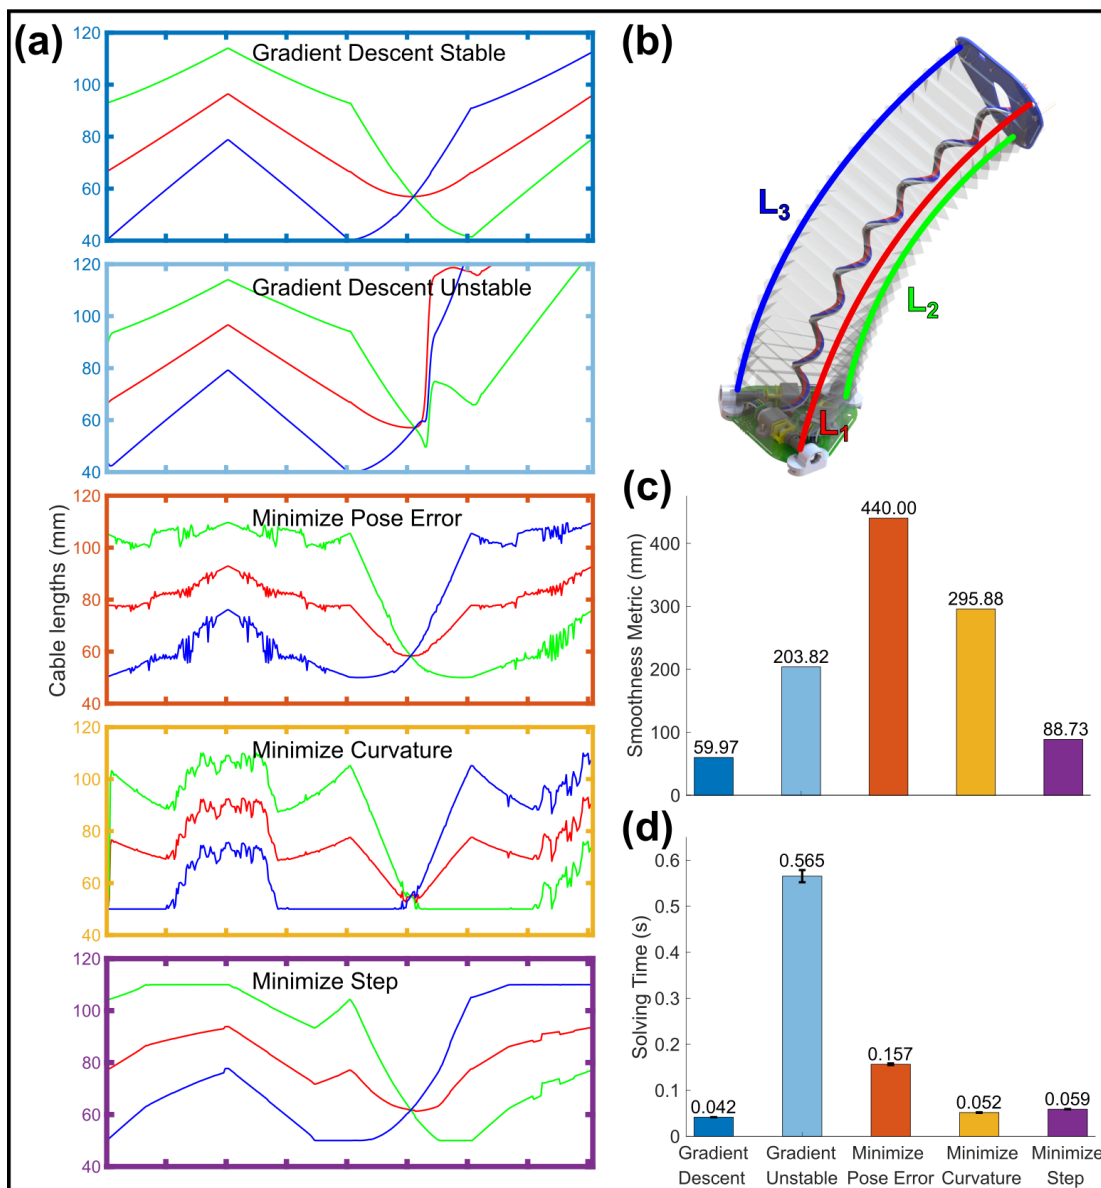 (a)
Cable lengths (mm)
Gradient Descent Stable
120
100
80
60
40
Gradient Descent Unstable
120
100
80
60
40
Minimize Pose Error
120
100
80
60
40
Minimize Curvature
120
100
80
60
40
Minimize Step
120
100
80
60
40
(b)
L3
L2
L1
(c)
Smoothness Metric (mm)
400
300
200
100
0
59.97
203.82
440.00
295.88
88.73
(d)
Solving Time (s)
0.6
0.5
0.4
0.3
0.2
0.1
0
0.042
0.565
0.157
0.052
0.059
Gradient Gradient Minimize Minimize Minimize
Descent Unstable Pose Error Curvature Step